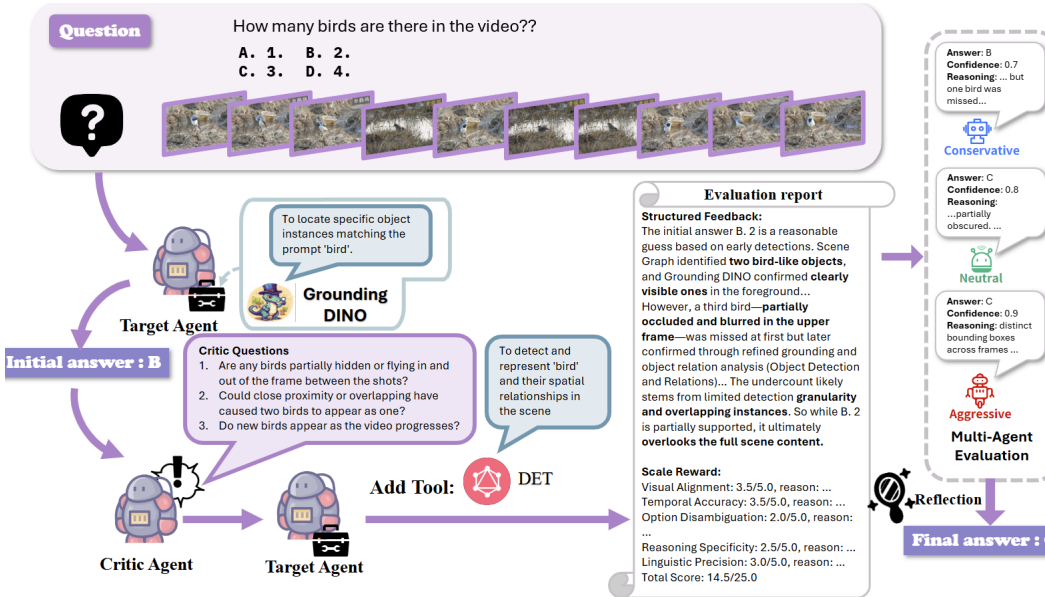 Question
How many birds are there in the video??
A. 1. B. 2.
C. 3. D. 4.
?
To locate specific object
instances matching the
prompt 'bird'.
Grounding
DINO
Target Agent
Initial answer : B
Critic Questions
1. Are any birds partially hidden or flying in and
out of the frame between the shots?
2. Could close proximity or overlapping have
caused two birds to appear as one?
3. Do new birds appear as the video progresses?
To detect and
represent 'bird'
and their spatial
relationships in
the scene
Add Tool:
DET
Critic Agent
Target Agent
Evaluation report
Structured Feedback:
The initial answer B. 2 is a reasonable
guess based on early detections. Scene
Graph identified two bird-like objects,
and Grounding DINO confirmed clearly
visible ones in the foreground...
However, a third bird—partially
occluded and blurred in the upper
frame—was missed at first but later
confirmed through refined grounding and
object relation analysis (Object Detection
and Relations)... The undercount likely
stems from limited detection granularity
and overlapping instances. So while B. 2
is partially supported, it ultimately
overlooks the full scene content.
Scale Reward:
Visual Alignment: 3.5/5.0, reason: ...
Temporal Accuracy: 3.5/5.0, reason: ...
Option Disambiguation: 2.0/5.0, reason:
...
Reasoning Specificity: 2.5/5.0, reason: ...
Linguistic Precision: 3.0/5.0, reason: ...
Total Score: 14.5/25.0
Answer: B
Confidence: 0.7
Reasoning: ... but
one bird was
missed...
Conservative
Answer: C
Confidence: 0.8
Reasoning:
...partially
obscured. ...
Neutral
Answer: C
Confidence: 0.9
Reasoning: distinct
bounding boxes
across frames ...
Aggressive
Multi-Agent
Evaluation
Reflection
Final answer :